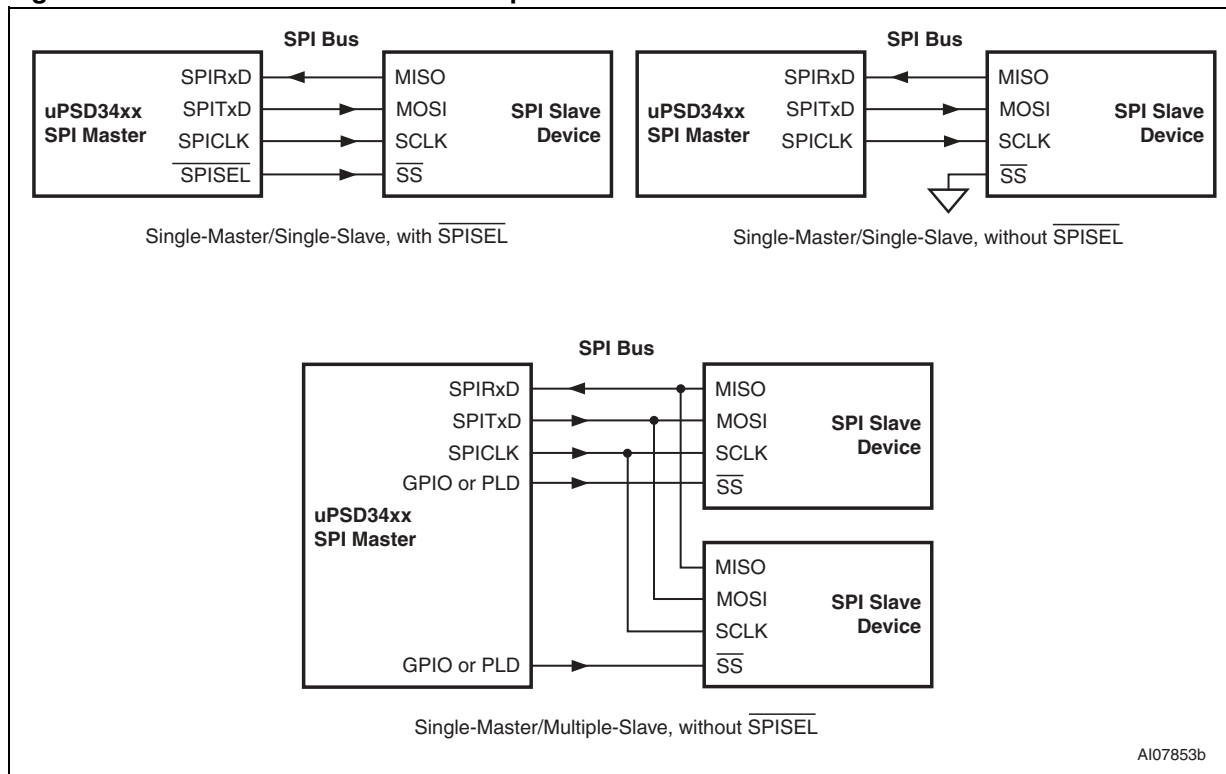 SPI Bus
SPIRxD
MISO
uPSD34xx
SPI Master
SPITxD
MOSI
SPI Slave
Device
SPICLK
SCLK
SPISEL
SS
Single-Master/Single-Slave, with SPISEL
SPI Bus
SPIRxD
MISO
uPSD34xx
SPI Master
SPITxD
MOSI
SPI Slave
Device
SPICLK
SCLK
SS
Single-Master/Single-Slave, without SPISEL
SPI Bus
SPIRxD
MISO
SPITxD
MOSI
SPI Slave
Device
SPICLK
SCLK
GPIO or PLD
SS
uPSD34xx
SPI Master
MISO
MOSI
SPI Slave
Device
SCLK
GPIO or PLD
SS
Single-Master/Multiple-Slave, without SPISEL
AI07853b